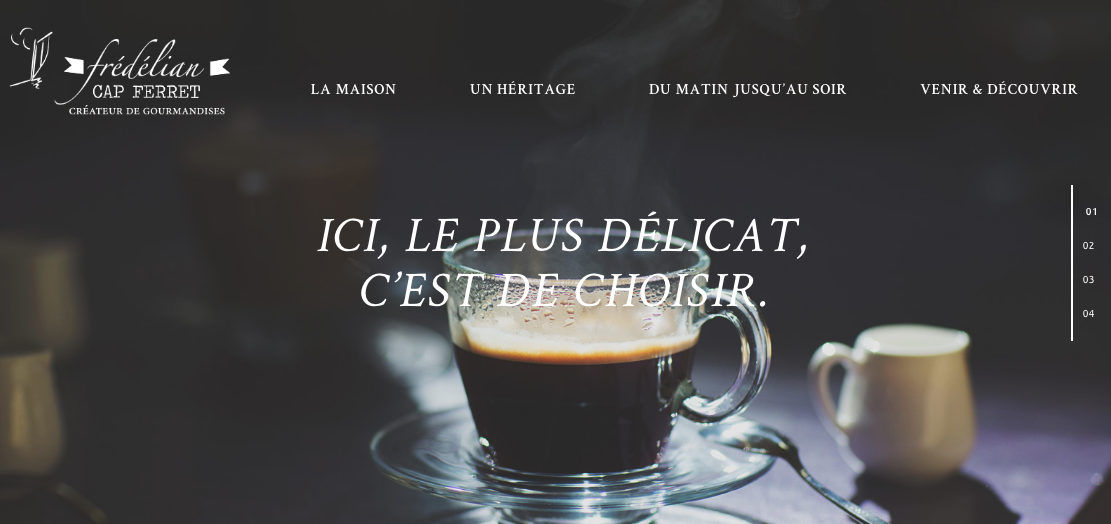 frédélian
CAP FERRET
CRÉATEUR DE GOURMANDISES
LA MAISON
UN HÉRITAGE
DU MATIN JUSQU'AU SOIR
VENIR & DÉCOUVRIR
ICI, LE PLUS DÉLICAT,
C’EST DE CHOISIR.
01
02
03
04